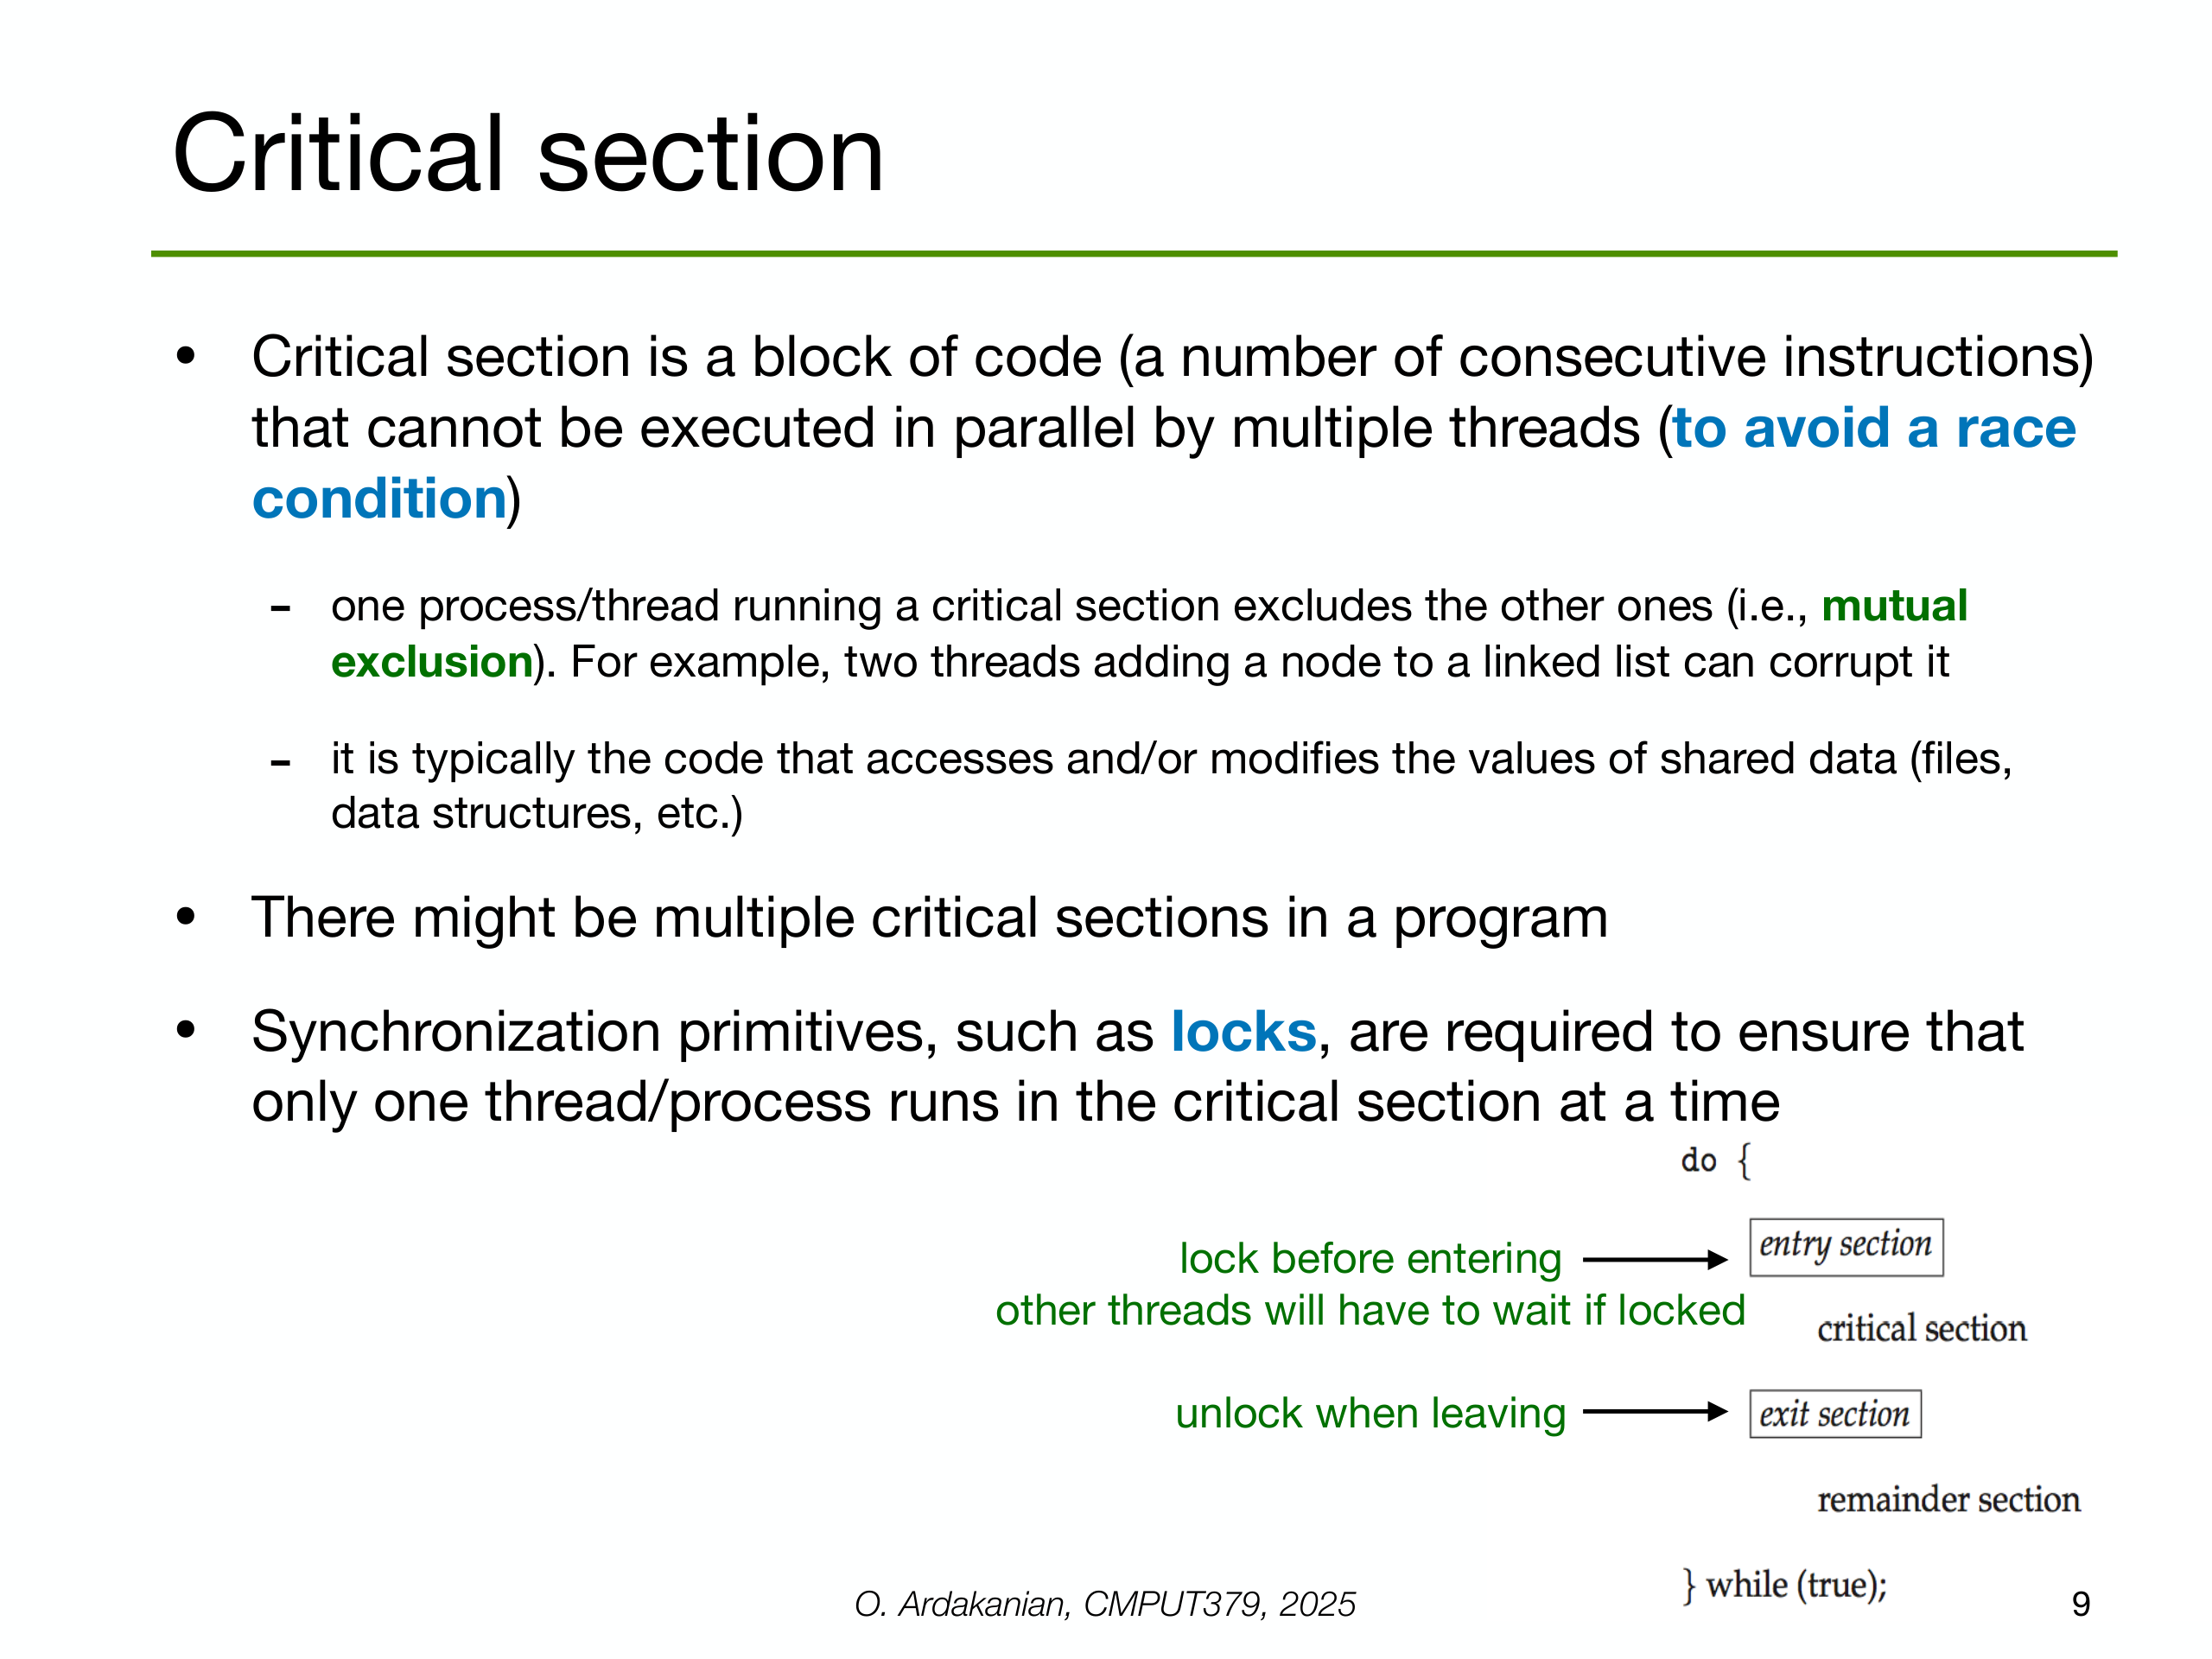 Critical section
• Critical section is a block of code (a number of consecutive instructions)
that cannot be executed in parallel by multiple threads (to avoid a race
condition)
- one process/thread running a critical section excludes the other ones (i.e., mutual
exclusion). For example, two threads adding a node to a linked list can corrupt it
- it is typically the code that accesses and/or modifies the values of shared data (files,
data structures, etc.)
• There might be multiple critical sections in a program
• Synchronization primitives, such as locks, are required to ensure that
only one thread/process runs in the critical section at a time
do {
lock before entering
entry section
other threads will have to wait if locked
critical section
unlock when leaving
exit section
remainder section
} while (true);
O. Ardakanian, CMPUT379, 2025
9